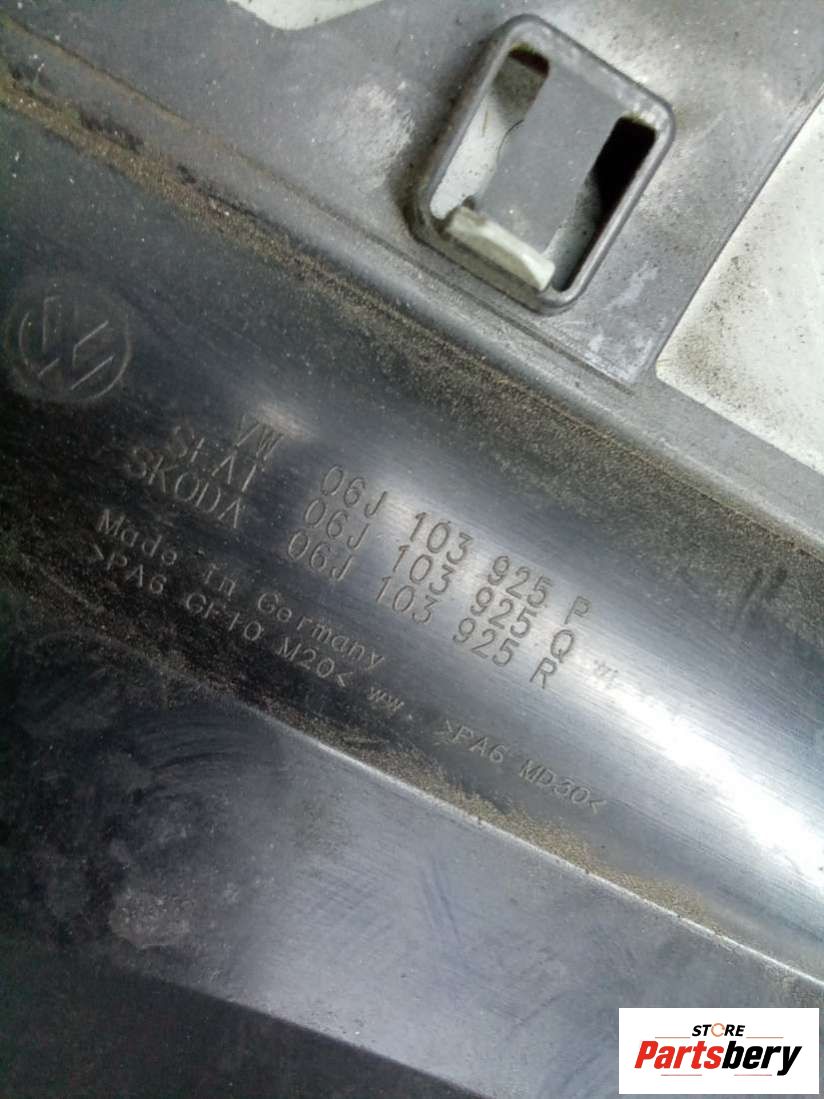 VW 06J 103 925 P
SEAT 06J 103 925 Q
SKODA 06J 103 925 R
Made in Germany
>PA6 GF10 M20< ww. >PA6 MD30<
STORE
Partsbery